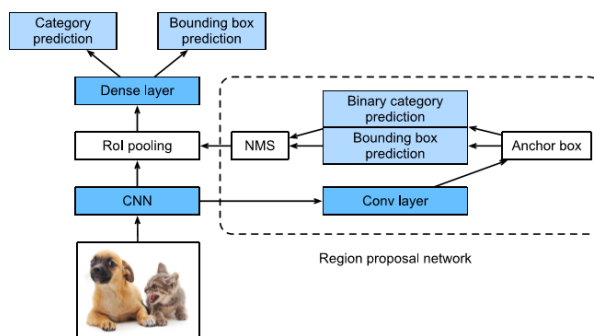 Category
prediction
Bounding box
prediction
Dense layer
Binary category
prediction
RoI pooling
NMS
Bounding box
prediction
Anchor box
CNN
Conv layer
Region proposal network